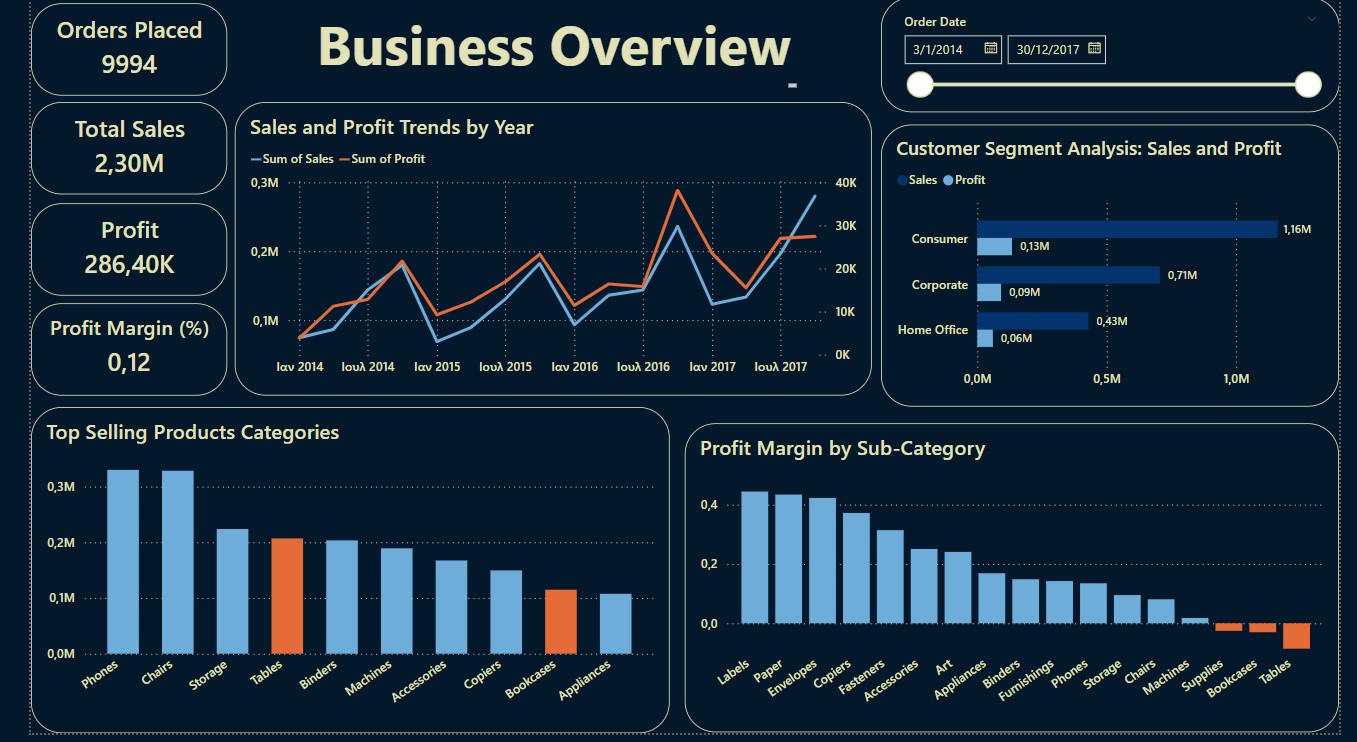 Orders Placed
9994
Business Overview
Order Date
3/1/2014 30/12/2017
Total Sales
2,30M
Profit
286,40K
Profit Margin (%)
0,12
Sales and Profit Trends by Year
Sum of Sales Sum of Profit
0,3M
0,2M
0,1M
40K
30K
20K
10K
0K
Ιαν 2014 Ιουλ 2014 Ιαν 2015 Ιουλ 2015 Ιαν 2016 Ιουλ 2016 Ιαν 2017 Ιουλ 2017
Customer Segment Analysis: Sales and Profit
Sales Profit
Consumer 1,16M
0,13M
Corporate 0,71M
0,09M
Home Office 0,43M
0,06M
0,0M 0,5M 1,0M
Top Selling Products Categories
0,3M
0,2M
0,1M
0,0M
Phones Chairs Storage Tables Binders Machines Accessories Copiers Bookcases Appliances
Profit Margin by Sub-Category
0,4
0,2
0,0
Labels Paper Envelopes Copiers Fasteners Accessories Art Appliances Binders Furnishings Phones Storage Chairs Machines Supplies Bookcases Tables